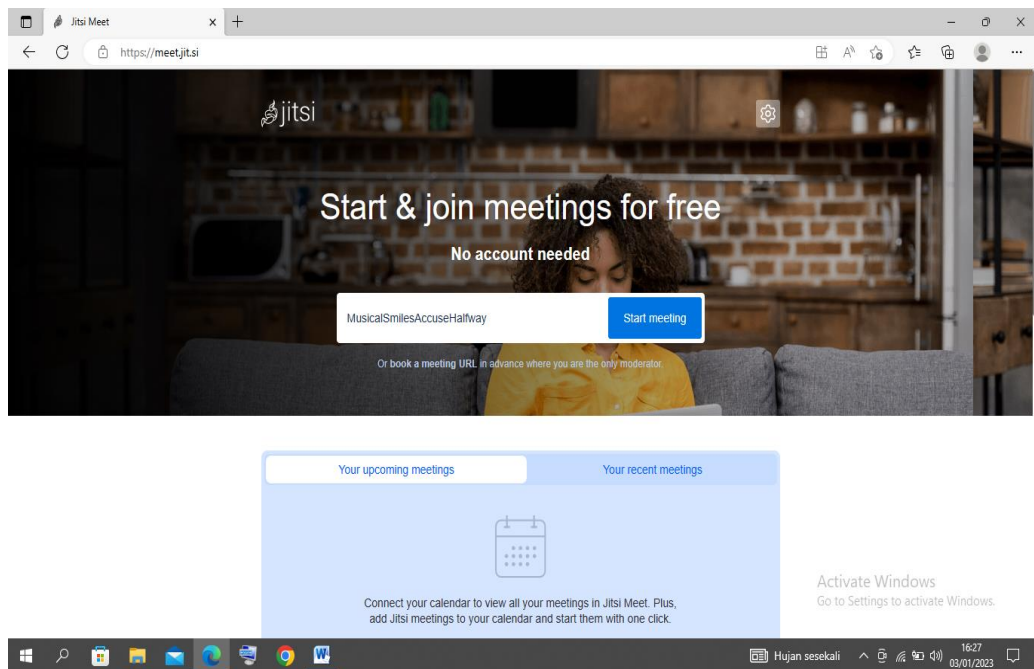 Jitsi Meet
https://meet.jit.si
jitsi
Start & join meetings for free
No account needed
MusicalSmilesAccuseHalfway
Start meeting
Or book a meeting URL in advance where you are the only moderator.
Your upcoming meetings
Your recent meetings
Connect your calendar to view all your meetings in Jitsi Meet. Plus,
add Jitsi meetings to your calendar and start them with one click.
Activate Windows
Go to Settings to activate Windows.
Hujan sesekali
16:27
03/01/2023